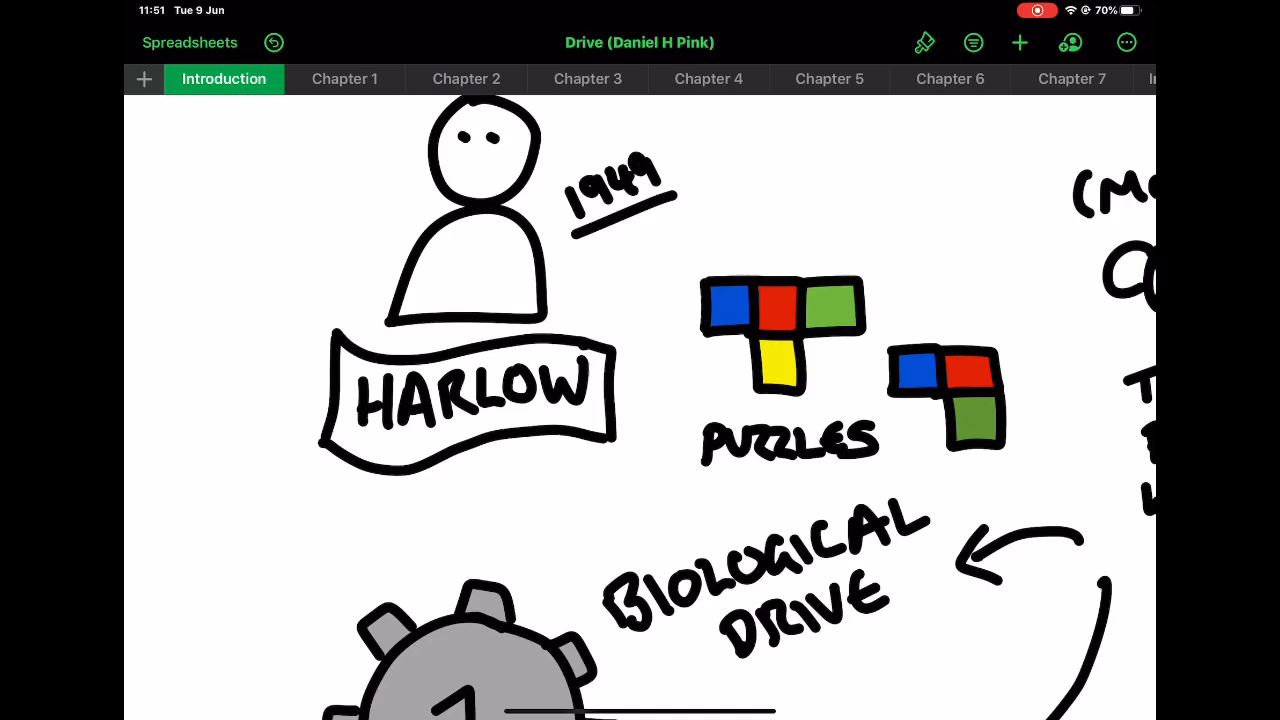 11:51 Tue 9 Jun 70%
Spreadsheets Drive (Daniel H Pink)
Introduction Chapter 1 Chapter 2 Chapter 3 Chapter 4 Chapter 5 Chapter 6 Chapter 7
1949
HARLOW
PUZZLES
BIOLOGICAL
DRIVE
1